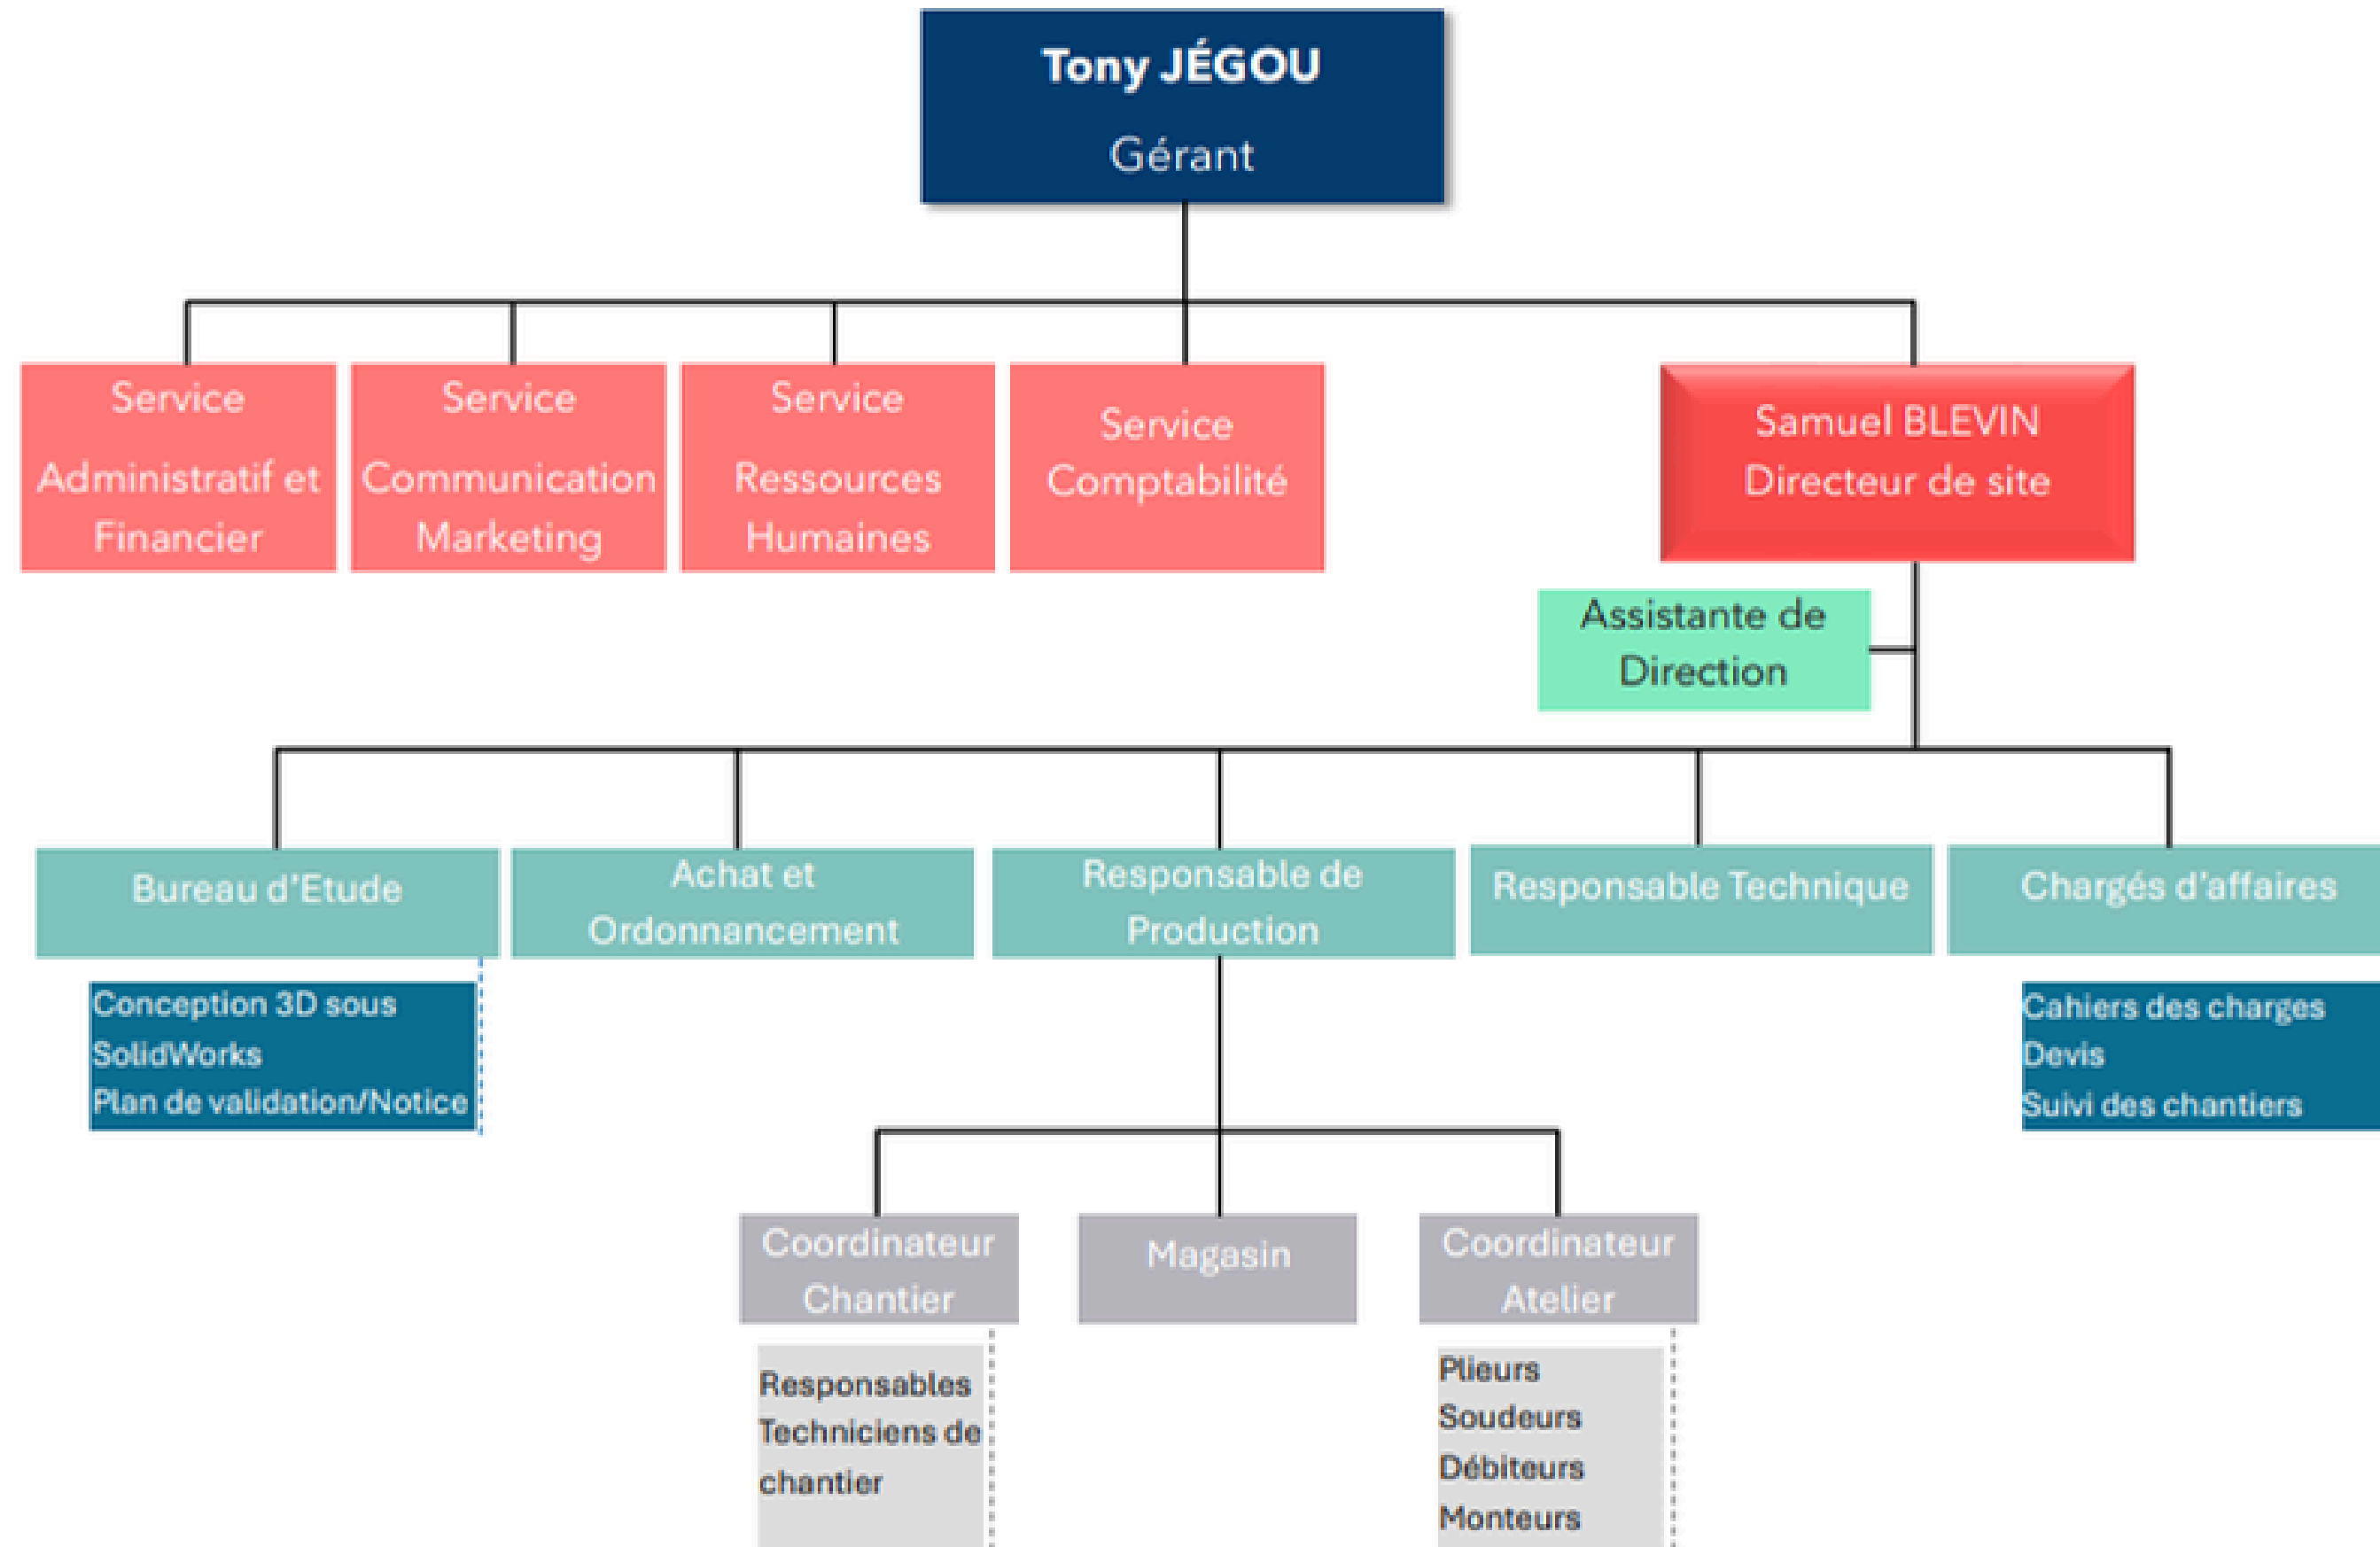 Tony JÉGOU
Gérant
Service
Administratif et
Financier
Service
Communication
Marketing
Service
Ressources
Humaines
Service
Comptabilité
Samuel BLEVIN
Directeur de site
Assistante de
Direction
Bureau d’Etude
Achat et
Ordonnancement
Responsable de
Production
Responsable Technique
Chargés d’affaires
Conception 3D sous
SolidWorks
Plan de validation/Notice
Cahiers des charges
Devis
Suivi des chantiers
Coordinateur
Chantier
Magasin
Coordinateur
Atelier
Responsables
Techniciens de
chantier
Plieurs
Soudeurs
Débiteurs
Monteurs